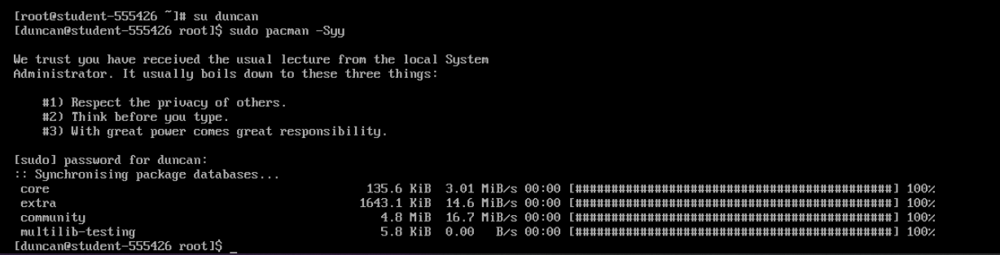 [root@student-555426 ~]# su duncan
[duncan@student-555426 root]$ sudo pacman -Syy
We trust you have received the usual lecture from the local System
Administrator. It usually boils down to these three things:
#1) Respect the privacy of others.
#2) Think before you type.
#3) With great power comes great responsibility.
[sudo] password for duncan:
:: Synchronising package databases...
core 135.6 KiB 3.01 MiB/s 00:00 [############################################] 100%
extra 1643.1 KiB 14.6 MiB/s 00:00 [############################################] 100%
community 4.8 MiB 16.7 MiB/s 00:00 [############################################] 100%
multilib-testing 5.8 KiB 0.00 B/s 00:00 [############################################] 100%
[duncan@student-555426 root]$ _